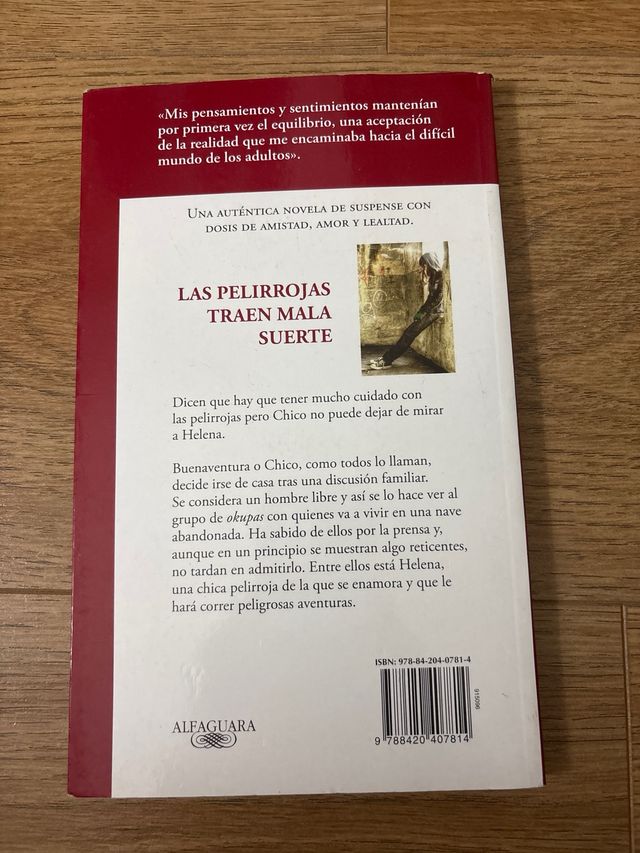 «Mis pensamientos y sentimientos mantenían
por primera vez el equilibrio, una aceptación
de la realidad que me encaminaba hacia el difícil
mundo de los adultos».
UNA AUTÉNTICA NOVELA DE SUSPENSE CON
DOSIS DE AMISTAD, AMOR Y LEALTAD.
LAS PELIRROJAS
TRAEN MALA
SUERTE
Dicen que hay que tener mucho cuidado con
las pelirrojas pero Chico no puede dejar de mirar
a Helena.
Buenaventura o Chico, como todos lo llaman,
decide irse de casa tras una discusión familiar.
Se considera un hombre libre y así se lo hace ver al
grupo de okupas con quienes va a vivir en una nave
abandonada. Ha sabido de ellos por la prensa y,
aunque en un principio se muestran algo reticentes,
no tardan en admitirlo. Entre ellos está Helena,
una chica pelirroja de la que se enamora y que le
hará correr peligrosas aventuras.
ISBN: 978-84-204-0781-4
915096
9 788420 407814
ALFAGUARA